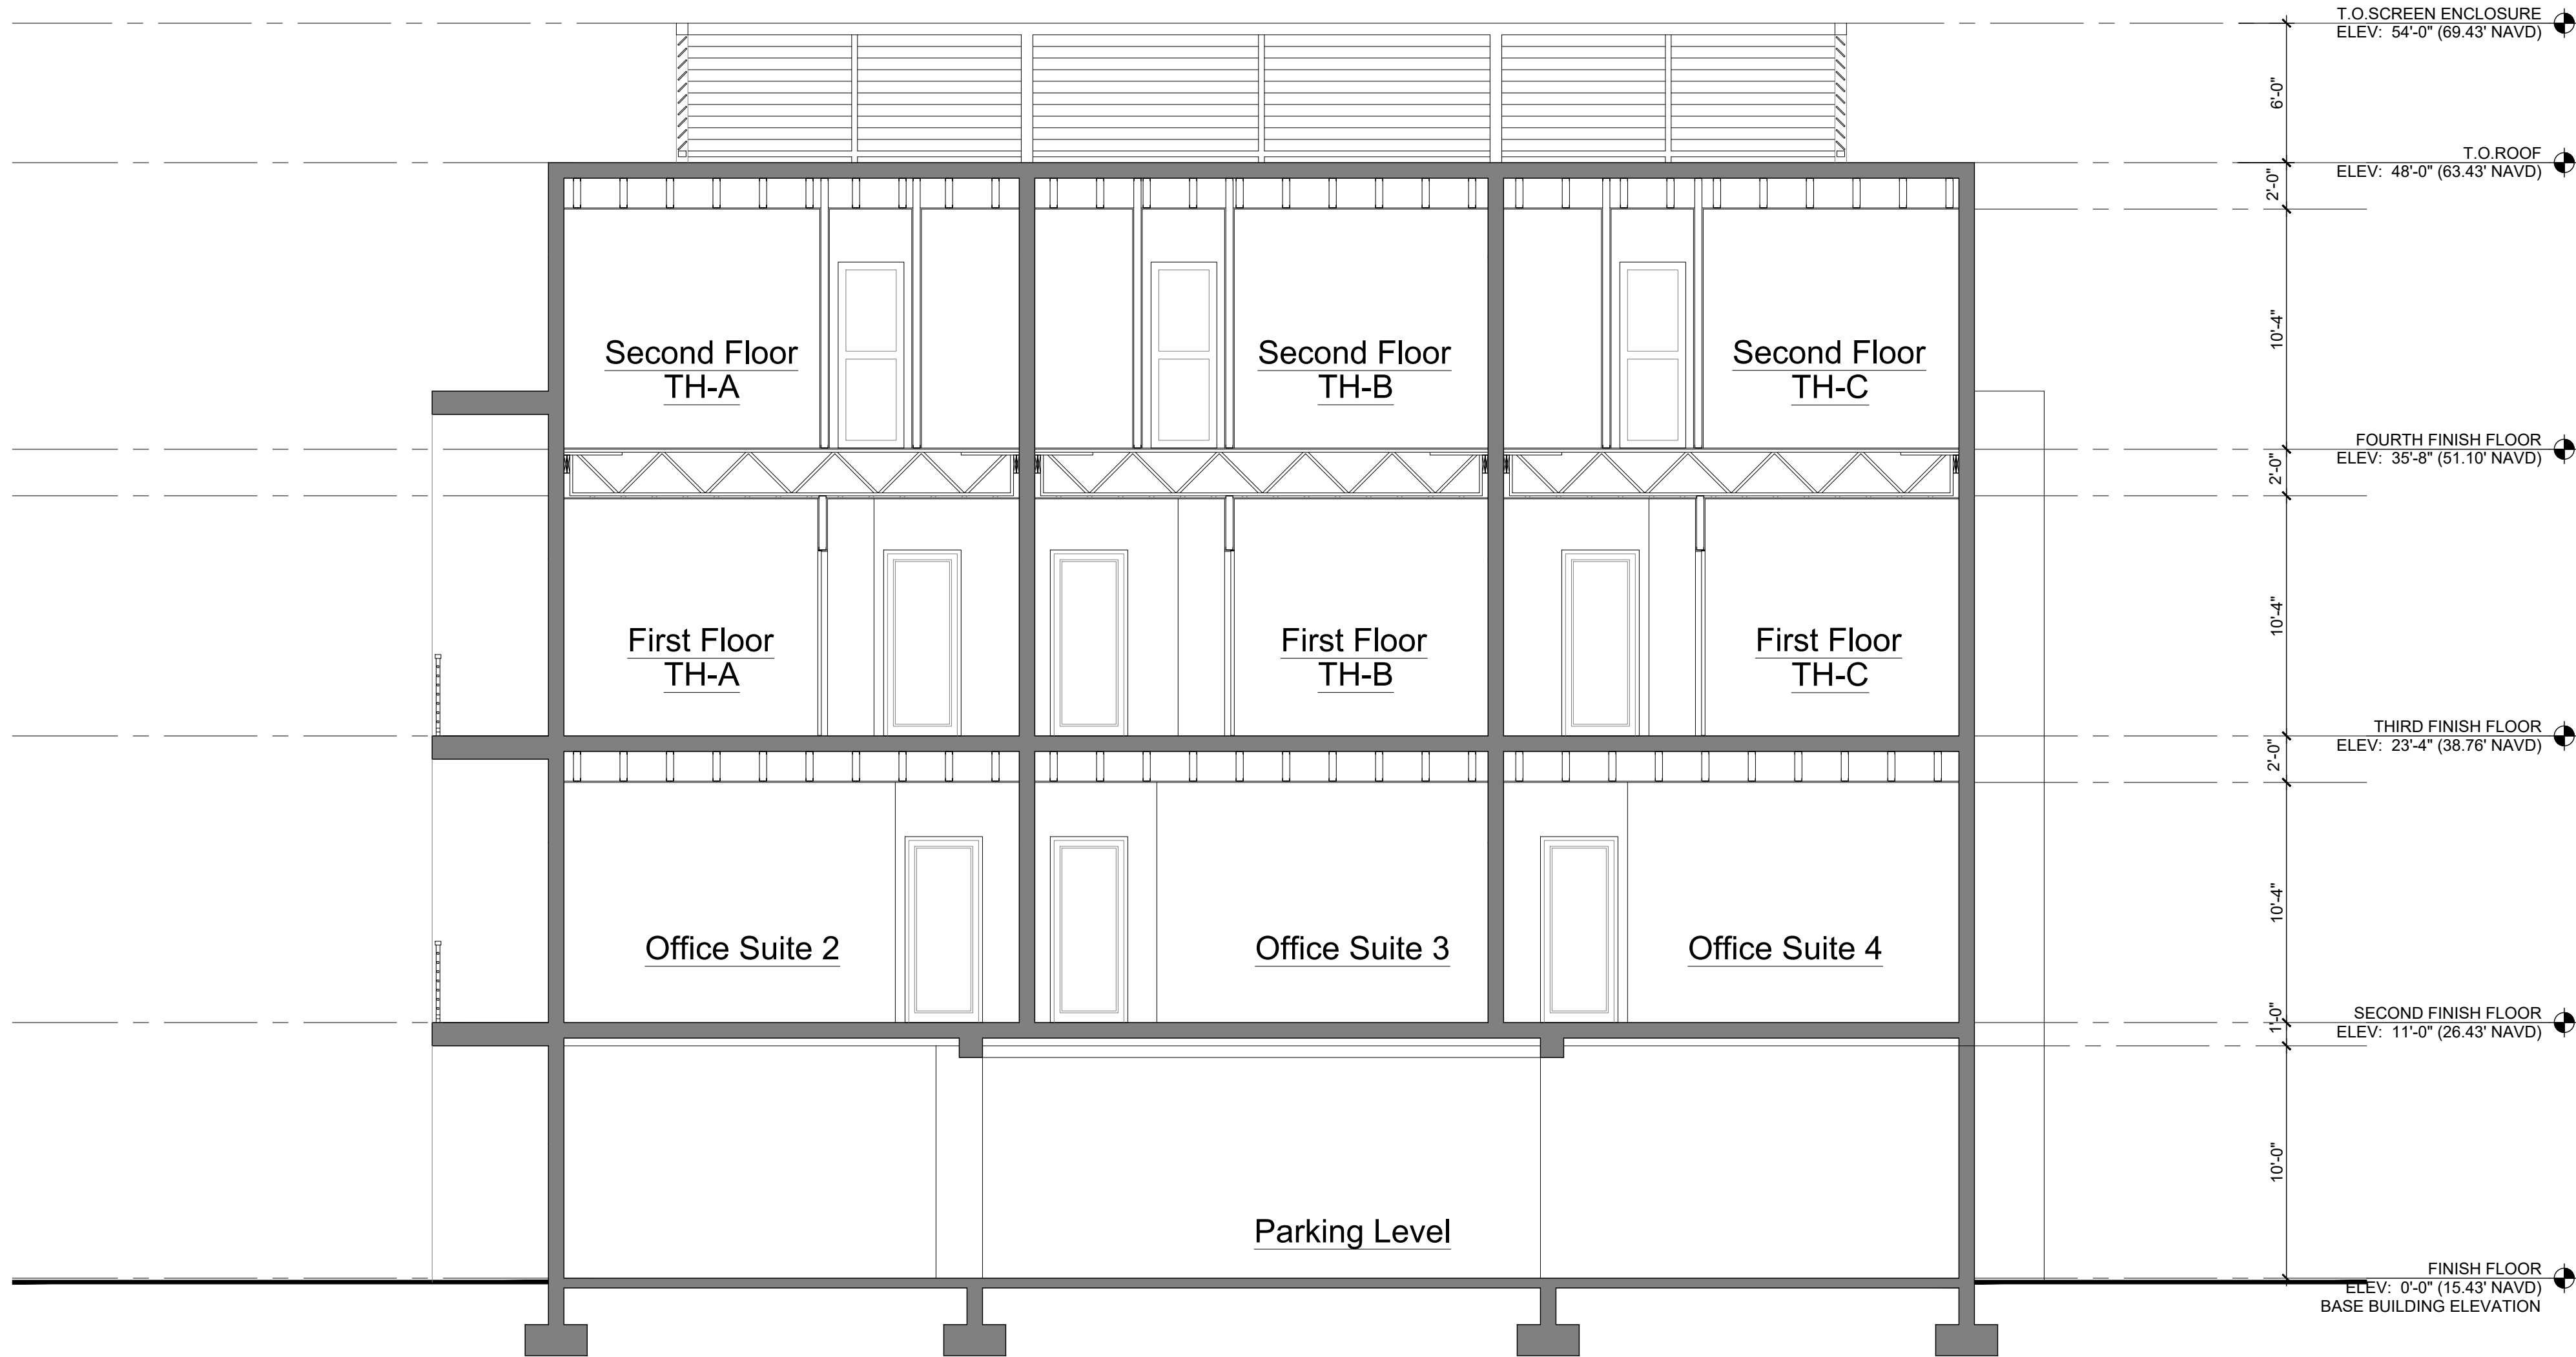 T.O.SCREEN ENCLOSURE
ELEV: 54'-0" (69.43' NAVD)
6'-0"
T.O.ROOF
ELEV: 48'-0" (63.43' NAVD)
2'-0"
10'-4"
Second Floor
TH-A
Second Floor
TH-B
Second Floor
TH-C
FOURTH FINISH FLOOR
ELEV: 35'-8" (51.10' NAVD)
2'-0"
10'-4"
First Floor
TH-A
First Floor
TH-B
First Floor
TH-C
THIRD FINISH FLOOR
ELEV: 23'-4" (38.76' NAVD)
2'-0"
10'-4"
Office Suite 2
Office Suite 3
Office Suite 4
SECOND FINISH FLOOR
ELEV: 11'-0" (26.43' NAVD)
1'-0"
10'-0"
Parking Level
FINISH FLOOR
ELEV: 0'-0" (15.43' NAVD)
BASE BUILDING ELEVATION